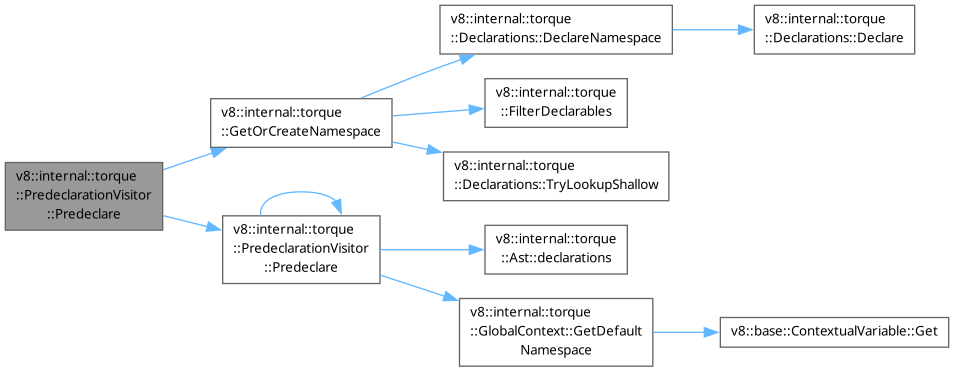 v8::internal::torque
::PredeclarationVisitor
::Predeclare
v8::internal::torque
::GetOrCreateNamespace
v8::internal::torque
::Declarations::DeclareNamespace
v8::internal::torque
::Declarations::Declare
v8::internal::torque
::FilterDeclarables
v8::internal::torque
::Declarations::TryLookupShallow
v8::internal::torque
::PredeclarationVisitor
::Predeclare
v8::internal::torque
::Ast::declarations
v8::internal::torque
::GlobalContext::GetDefault
Namespace
v8::base::ContextualVariable::Get